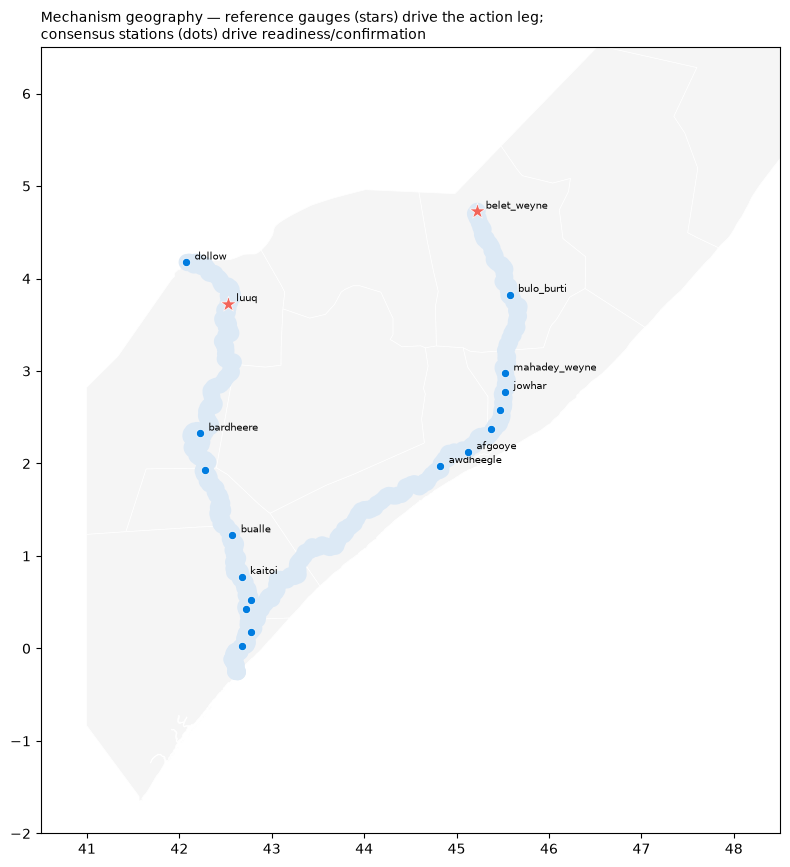 Mechanism geography — reference gauges (stars) drive the action leg;
consensus stations (dots) drive readiness/confirmation
6
5
4
3
2
1
0
−1
−2
belet_weyne
dollow
bulo_burti
luuq
mahadey_weyne
jowhar
bardheere
afgooye
awdheegle
bualle
kaitoi
41 42 43 44 45 46 47 48